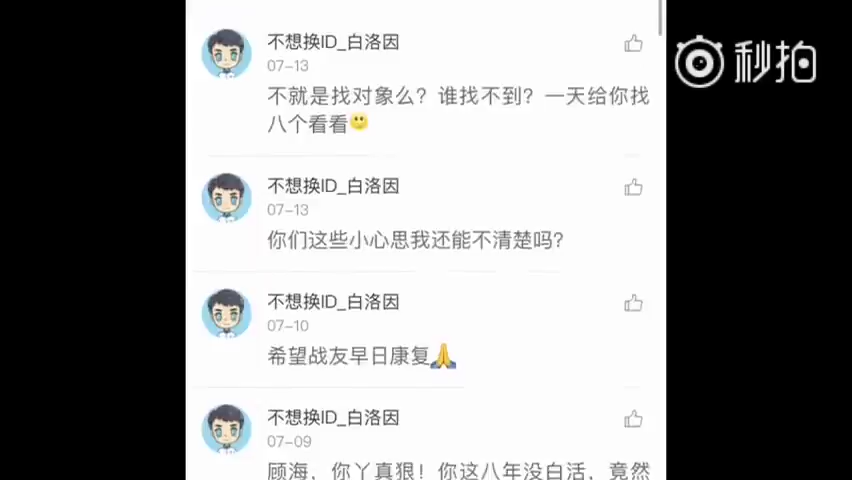 秒拍
不想换ID_白洛因
07-13
不就是找对象么？谁找不到？一天给你找
八个看看
不想换ID_白洛因
07-13
你们这些小心思我还能不清楚吗？
不想换ID_白洛因
07-10
希望战友早日康复
不想换ID_白洛因
07-09
顾海，你丫真狠！你这八年没白活，竟然